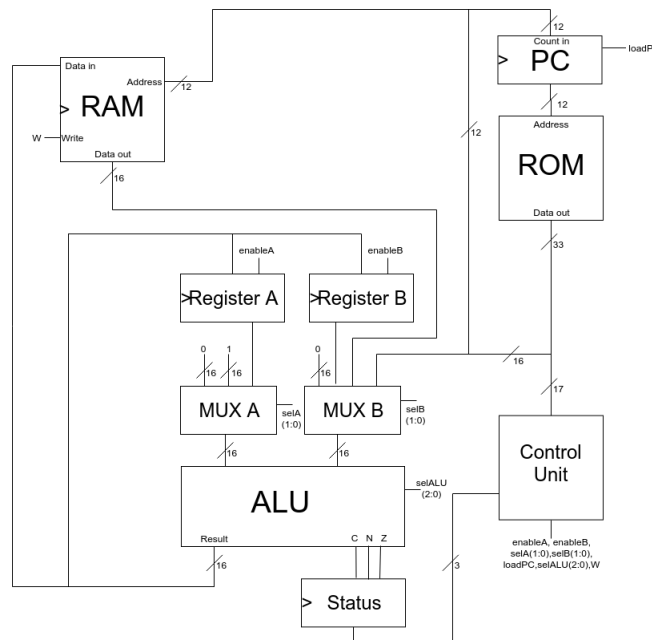 12
Count in
> PC
loadP
Data in
Address
12
> RAM
W
Write
Data out
16
12
12
Address
ROM
Data out
33
enableA
enableB
>Register A
>Register B
0
1
16
16
0
16
16
17
MUX A
selA
(1:0)
MUX B
selB
(1:0)
16
16
Control
Unit
ALU
selALU
(2:0)
Result
C N Z
16
enableA, enableB,
selA(1:0),selB(1:0),
loadPC,selALU(2:0),W
3
> Status